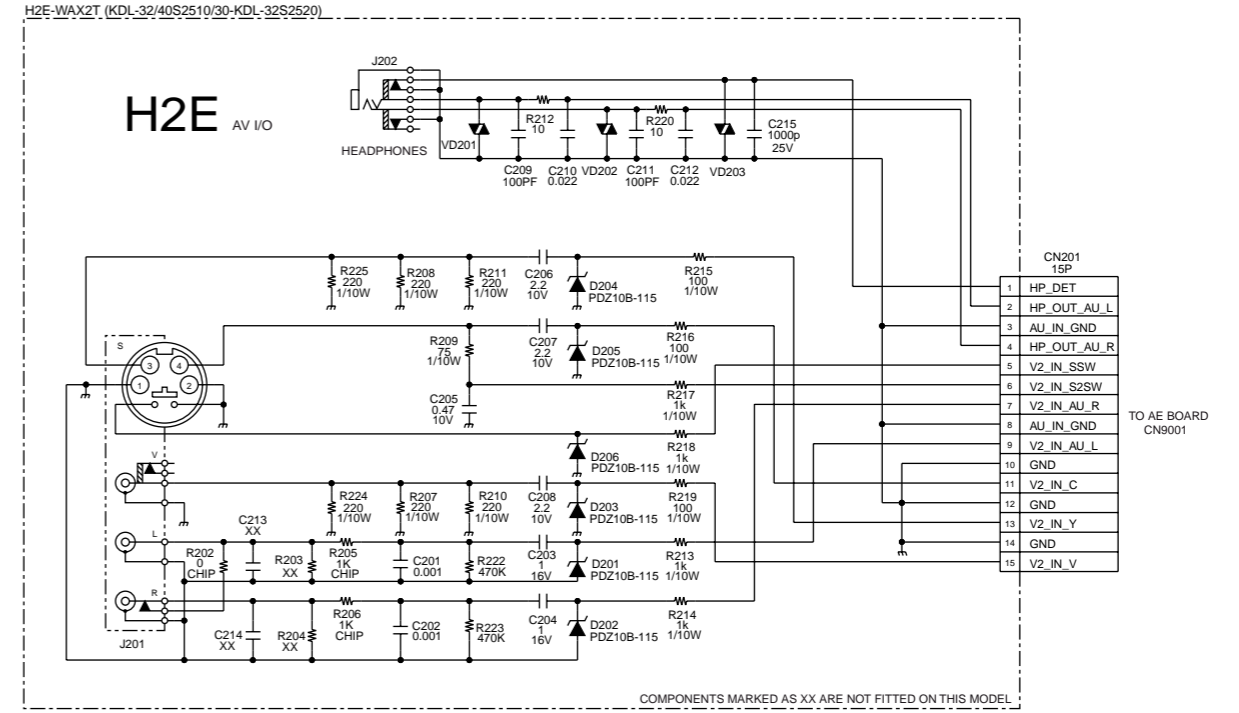 H2E-WAX2T (KDL-32/40S2510/30-KDL-32S2520)
H2E AV I/O
J202
HEADPHONES
VD201
C209
100PF
R212
10
C210
0.022
VD202
C211
100PF
R220
10
C212
0.022
VD203
C215
1000p
25V
R225
220
1/10W
R208
220
1/10W
R211
220
1/10W
C206
2.2
10V
D204
PDZ10B-115
R215
100
1/10W
S
3
4
1
2
R209
75
1/10W
C207
2.2
10V
D205
PDZ10B-115
R216
100
1/10W
C205
0.47
10V
R217
1k
1/10W
D206
PDZ10B-115
R218
1k
1/10W
V
R224
220
1/10W
R207
220
1/10W
R210
220
1/10W
C208
2.2
10V
D203
PDZ10B-115
R219
100
1/10W
L
R202
0
CHIP
C213
XX
R203
XX
R205
1K
CHIP
C201
0.001
R222
470K
C203
1
16V
D201
PDZ10B-115
R213
1k
1/10W
R
J201
C214
XX
R204
XX
R206
1K
CHIP
C202
0.001
R223
470K
C204
1
16V
D202
PDZ10B-115
R214
1k
1/10W
CN201
15P
1 HP_DET
2 HP_OUT_AU_L
3 AU_IN_GND
4 HP_OUT_AU_R
5 V2_IN_SSW
6 V2_IN_S2SW
7 V2_IN_AU_R
8 AU_IN_GND
9 V2_IN_AU_L
10 GND
11 V2_IN_C
12 GND
13 V2_IN_Y
14 GND
15 V2_IN_V
TO AE BOARD
CN9001
COMPONENTS MARKED AS XX ARE NOT FITTED ON THIS MODEL